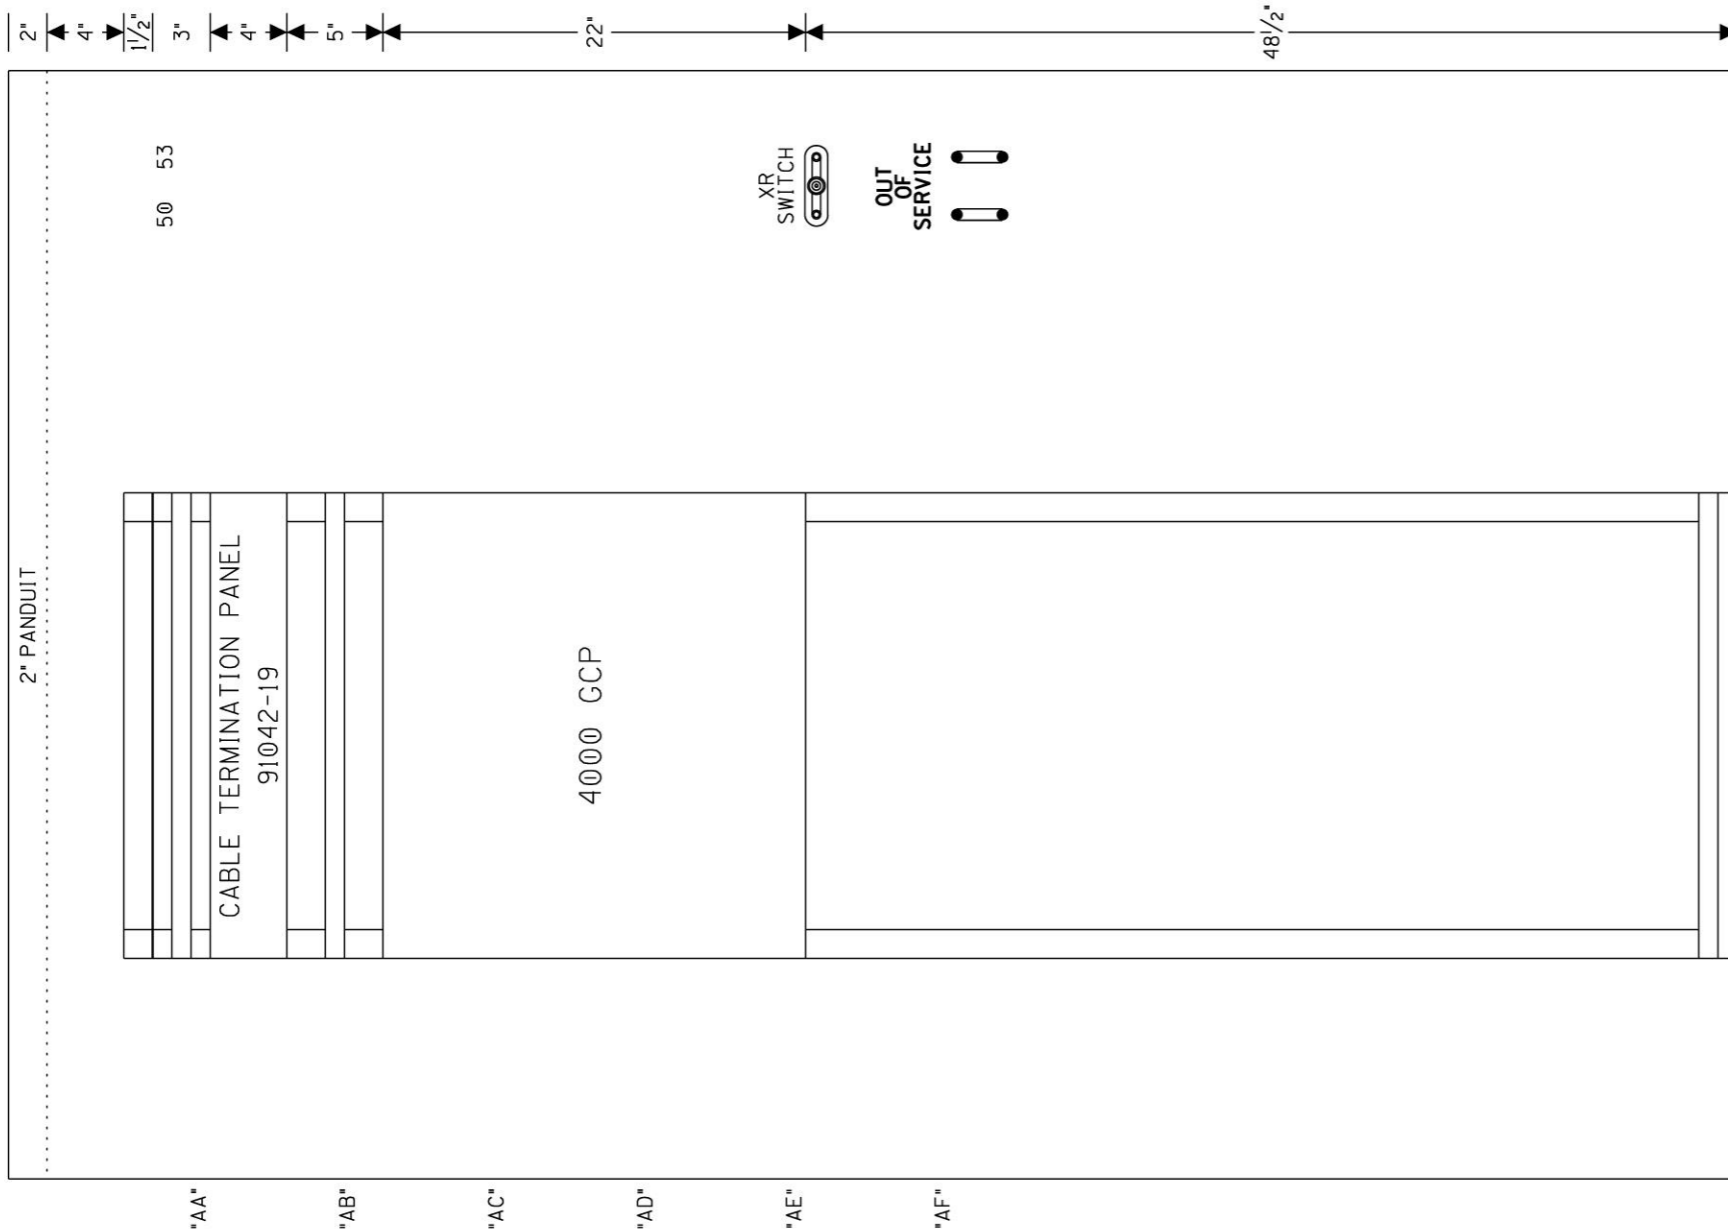 2"
4"
1½"
3"
4"
5"
22"
48½"
2" PANDUIT
50 53
XR
SWITCH
OUT
OF
SERVICE
CABLE TERMINATION PANEL
91042-19
4000 GCP
"AA"
"AB"
"AC"
"AD"
"AE"
"AF"